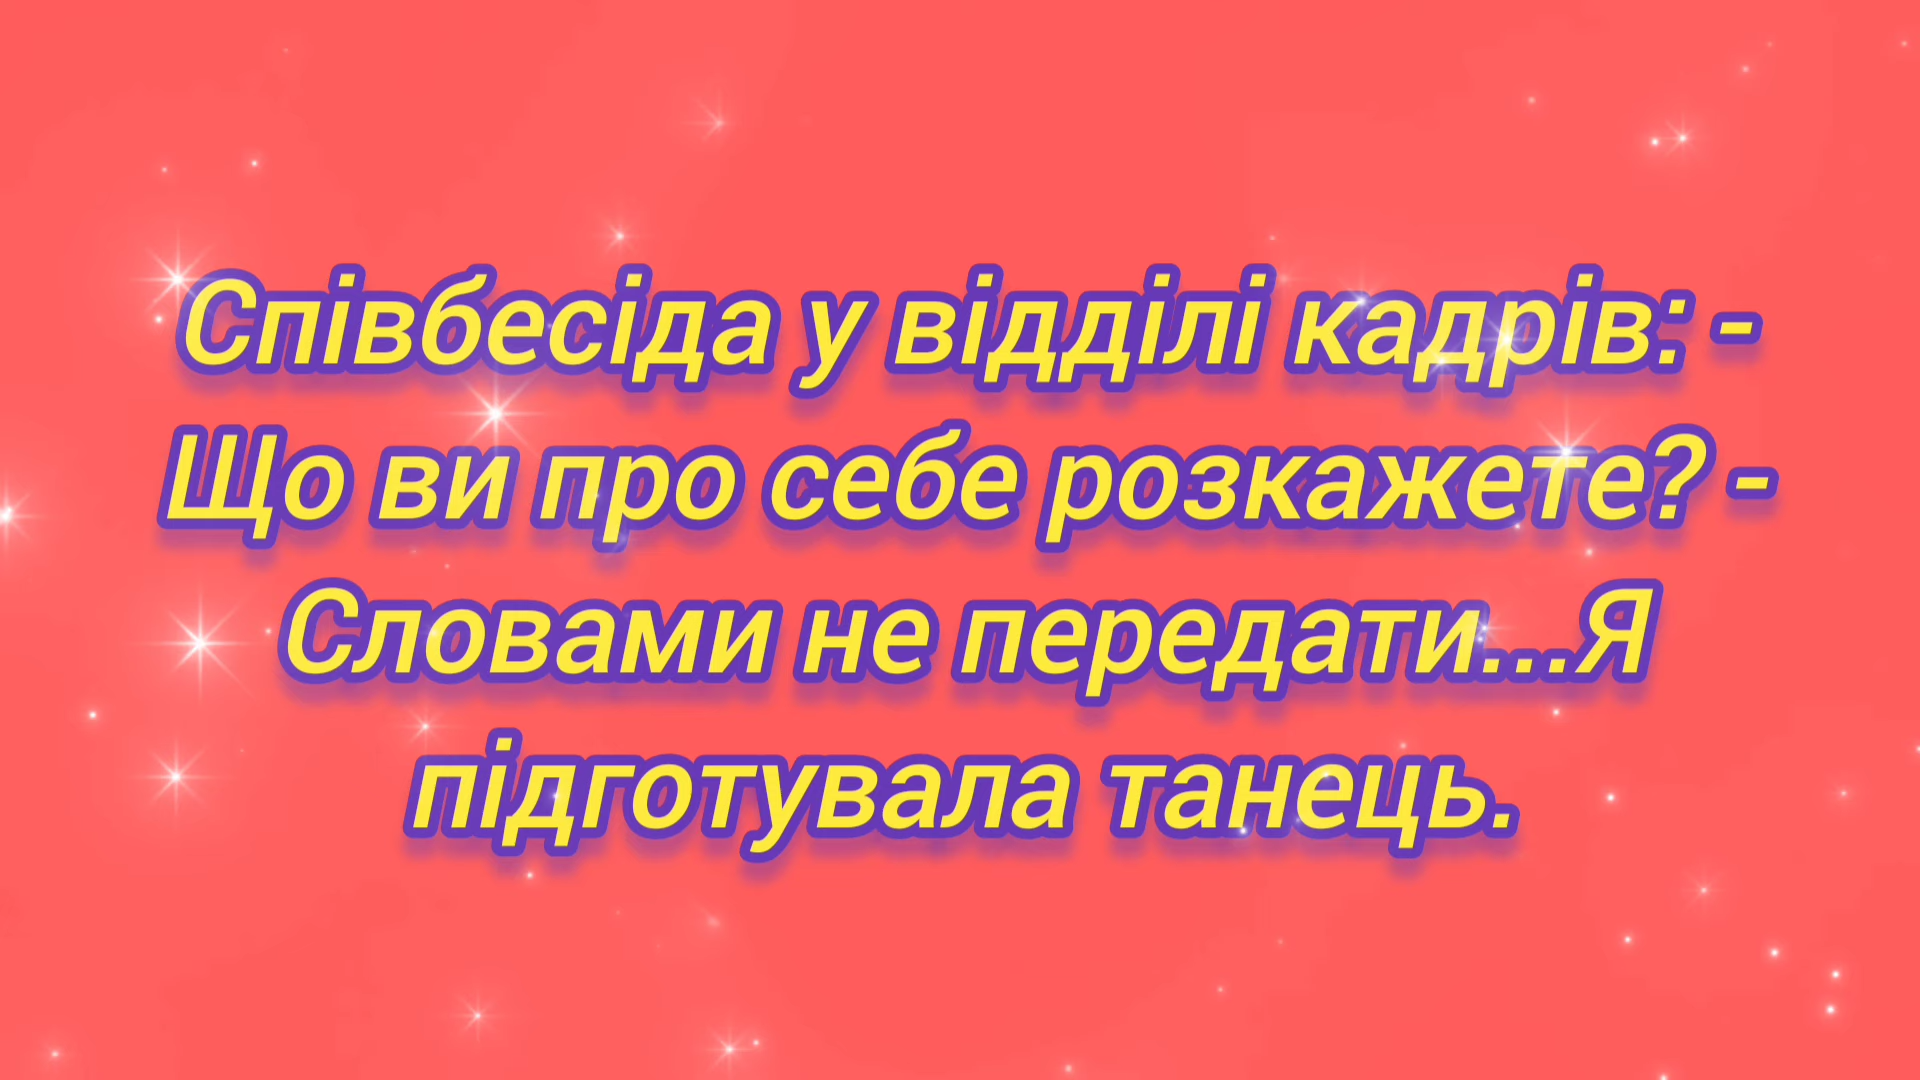 Співбесіда у відділі кадрів: -
Що ви про себе розкажете? -
Словами не передати...Я
підготувала танець.